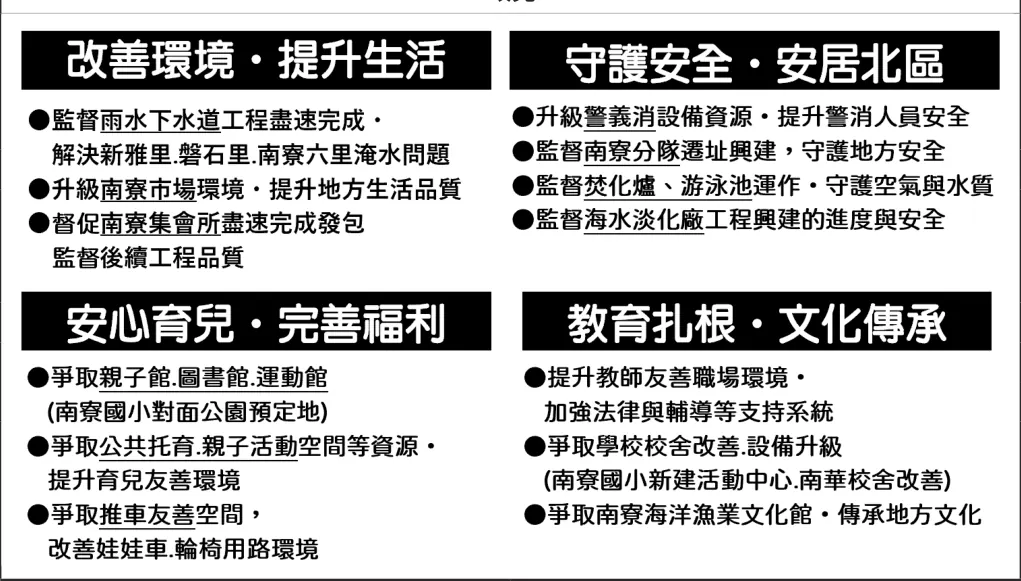 改善環境・提升生活
●監督雨水下水道工程盡速完成・
解決新雅里.磐石里.南寮六里淹水問題
●升級南寮市場環境・提升地方生活品質
●督促南寮集會所盡速完成發包
監督後續工程品質
守護安全・安居北區
●升級警義消設備資源・提升警消人員安全
●監督南寮分隊遷址興建，守護地方安全
●監督焚化爐、游泳池運作・守護空氣與水質
●監督海水淡化廠工程興建的進度與安全
安心育兒・完善福利
●爭取親子館.圖書館.運動館
(南寮國小對面公園預定地)
●爭取公共托育.親子活動空間等資源・
提升育兒友善環境
●爭取推車友善空間，
改善娃娃車.輪椅用路環境
教育扎根・文化傳承
●提升教師友善職場環境・
加強法律與輔導等支持系統
●爭取學校校舍改善.設備升級
(南寮國小新建活動中心.南華校舍改善)
●爭取南寮海洋漁業文化館・傳承地方文化